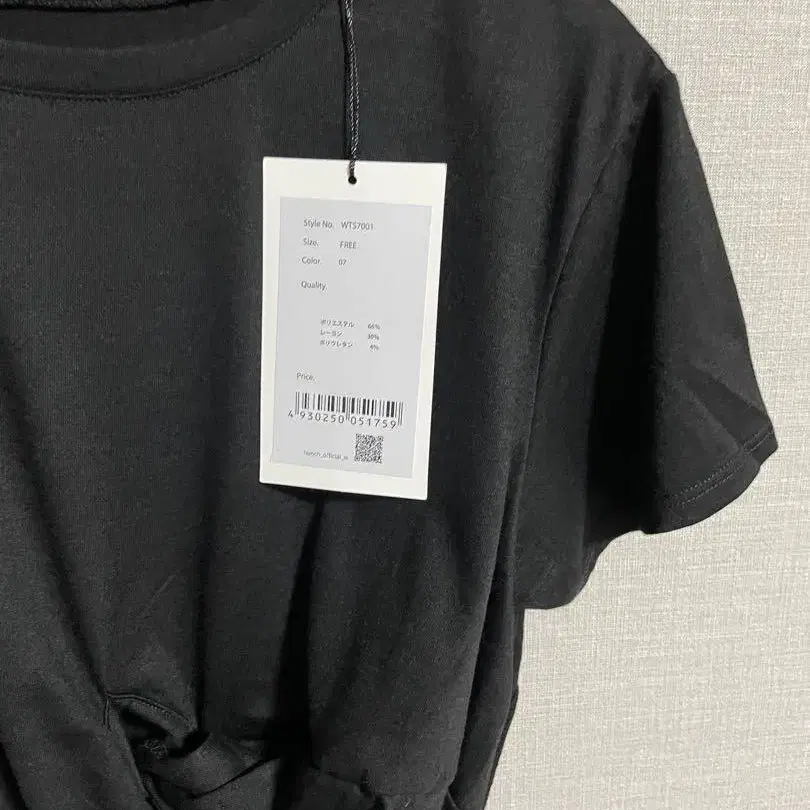 Style No. WTS7001
Size. FREE
Color. 07
Quality.
ポリエステル 66%
レーヨン 30%
ポリウレタン 4%
Price.
4 930250 051759